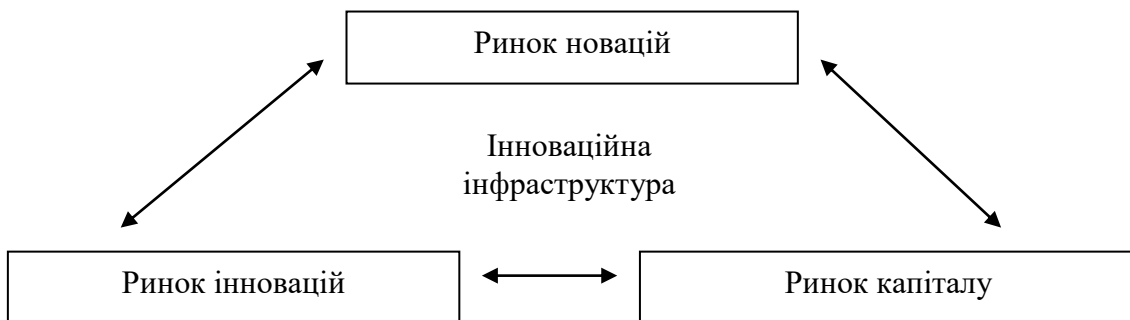 Ринок новацій
Інноваційна
інфраструктура
Ринок інновацій
Ринок капіталу